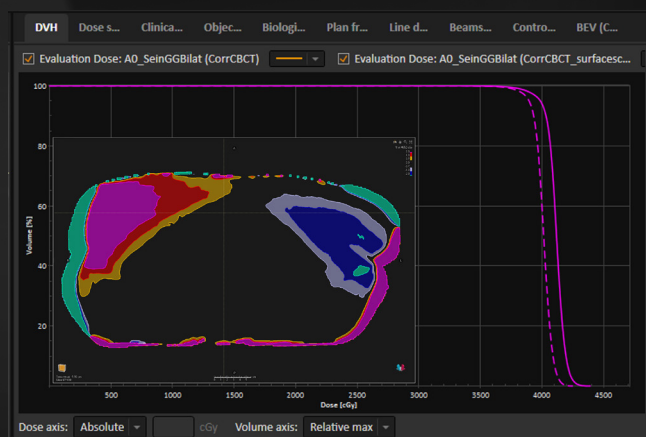 DVH Dose s... Clinica... Objec... Biologi... Plan fr... Line d... Beams... Contro... BEV (C...
Evaluation Dose: A0_SeinGGBilat (CorrCBCT) Evaluation Dose: A0_SeinGGBilat (CorrCBCT_surfacesc...
100
80
60
40
20
Volume [%]
500 1000 1500 2000 2500 3000 3500 4000 4500
Dose [cGy]
Dose axis: Absolute cGy Volume axis: Relative max